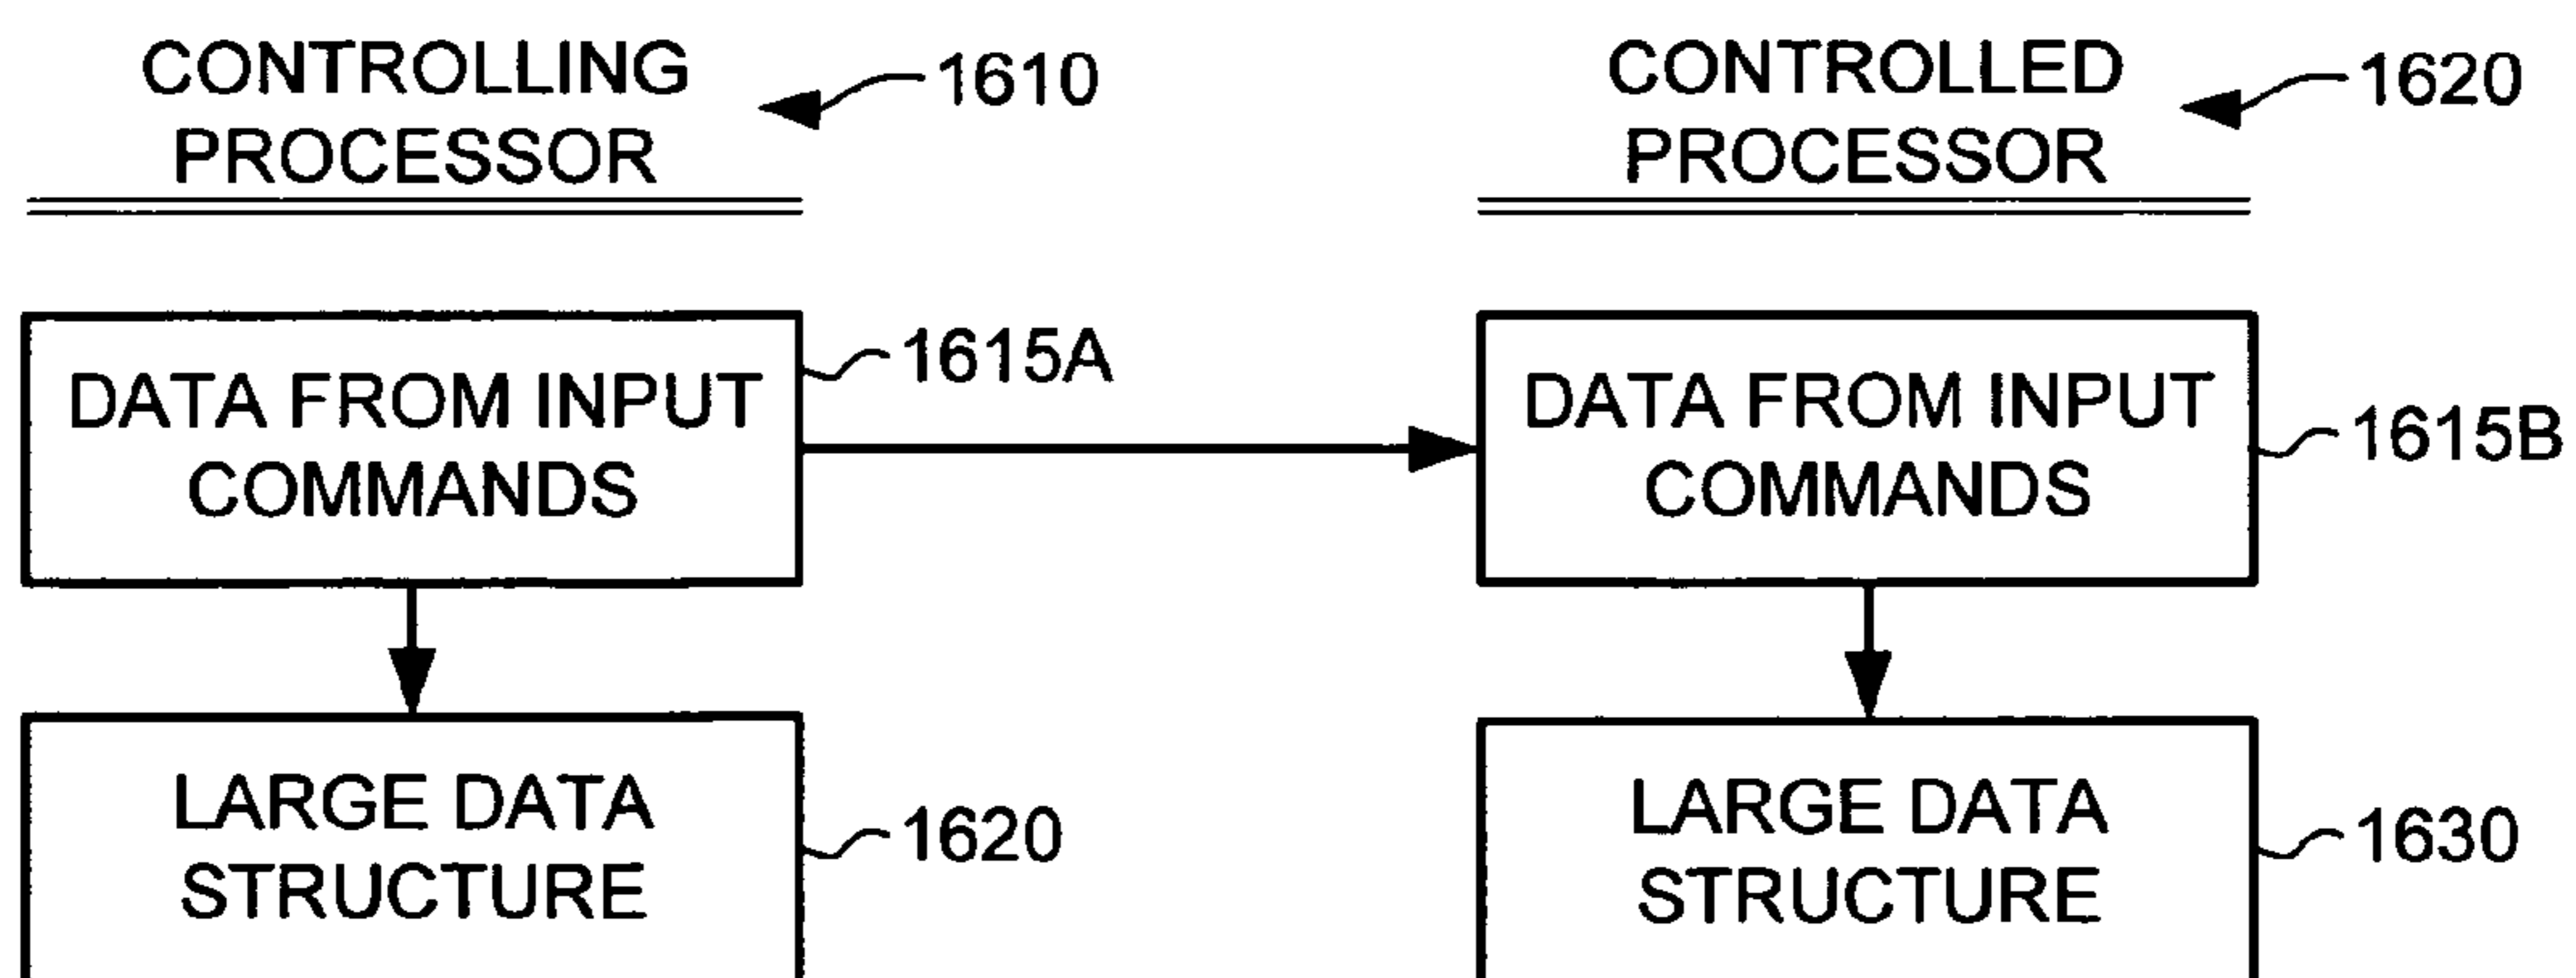 CONTROLLING
PROCESSOR
1610
CONTROLLED
PROCESSOR
1620
DATA FROM INPUT
COMMANDS
1615A
DATA FROM INPUT
COMMANDS
1615B
LARGE DATA
STRUCTURE
1620
LARGE DATA
STRUCTURE
1630